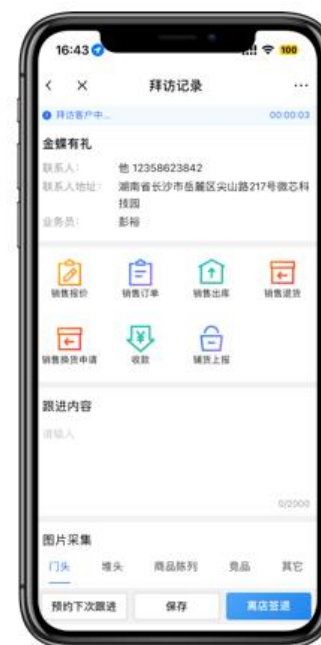 16:43
100
拜访记录
拜访客户中...
00:00:03
金蝶有礼
联系人：
他 12358623842
联系人地址：
湖南省长沙市岳麓区尖山路217号微芯科
技园
业务员：
彭裕
销售报价
销售订单
销售出库
销售退货
销售换货申请
收款
铺货上报
跟进内容
请输入
0/2000
图片采集
门头
堆头
商品陈列
竞品
其它
预约下次跟进
保存
离店签退